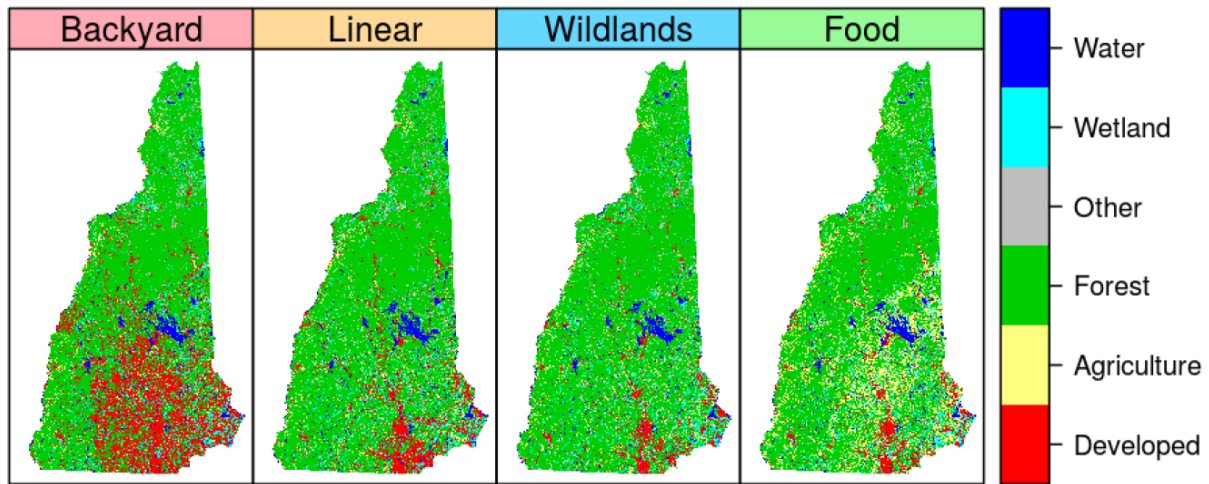 Backyard
Linear
Wildlands
Food
Water
Wetland
Other
Forest
Agriculture
Developed